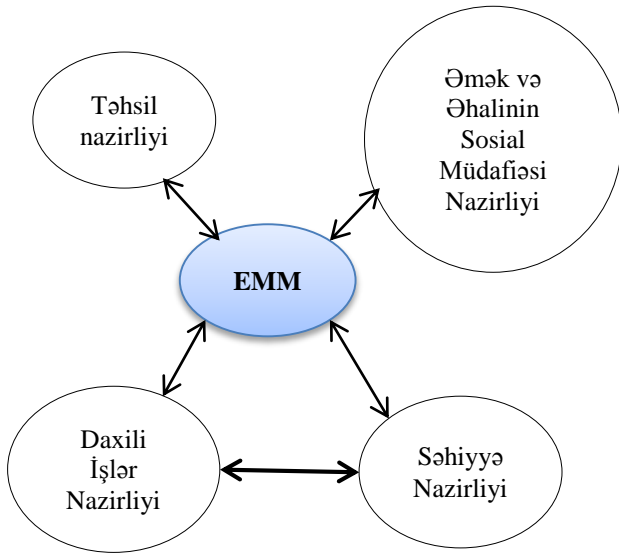 Təhsil
nazirliyi
Əmək və
Əhalinin
Sosial
Müdafiəsi
Nazirliyi
EMM
Daxili
İşlər
Nazirliyi
Səhiyyə
Nazirliyi